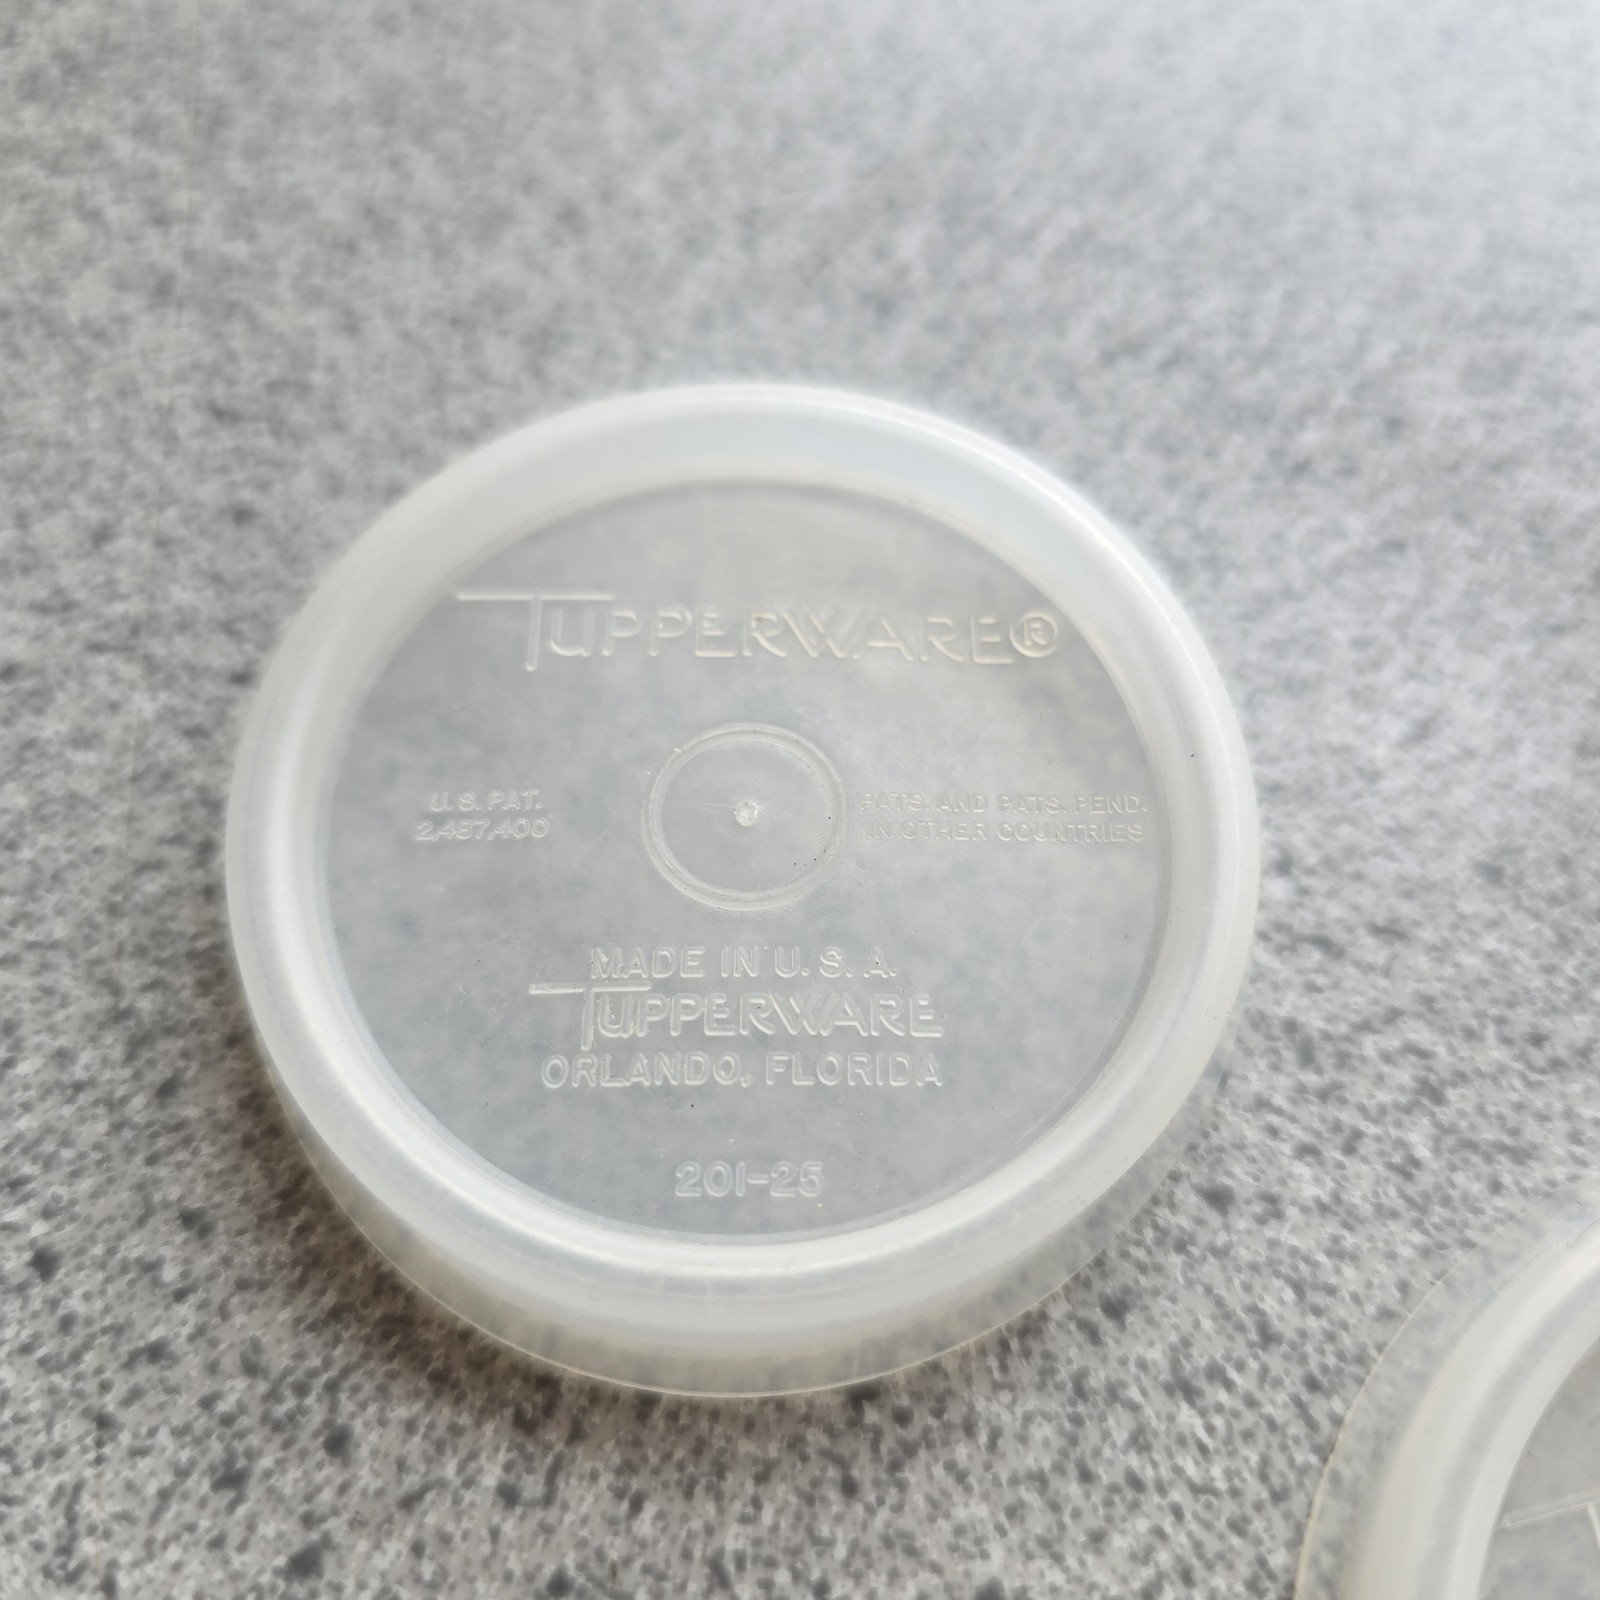 TUPPERWARE®
U.S. PAT.
2,487,400
PATS. AND PATS. PEND.
IN OTHER COUNTRIES
MADE IN U.S.A.
TUPPERWARE
ORLANDO, FLORIDA
201-25